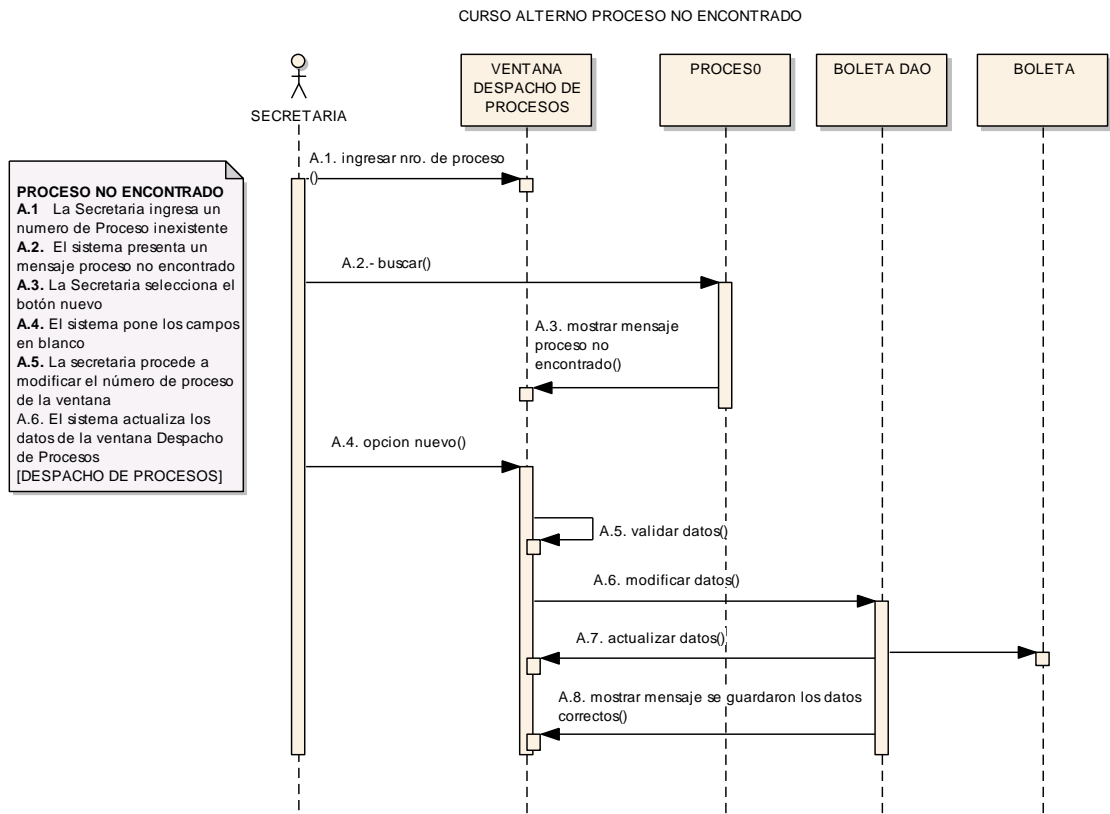 CURSO ALTERNO PROCESO NO ENCONTRADO
SECRETARIA
VENTANA
DESPACHO DE
PROCESOS
PROCES0
BOLETA DAO
BOLETA
PROCESO NO ENCONTRADO
A.1 La Secretaria ingresa un
numero de Proceso inexistente
A.2. El sistema presenta un
mensaje proceso no encontrado
A.3. La Secretaria selecciona el
botón nuevo
A.4. El sistema pone los campos
en blanco
A.5. La secretaria procede a
modificar el número de proceso
de la ventana
A.6. El sistema actualiza los
datos de la ventana Despacho
de Procesos
[DESPACHO DE PROCESOS]
A.1. ingresar nro. de proceso
()
A.2.- buscar()
A.3. mostrar mensaje
proceso no
encontrado()
A.4. opcion nuevo()
A.5. validar datos()
A.6. modificar datos()
A.7. actualizar datos()
A.8. mostrar mensaje se guardaron los datos
correctos()